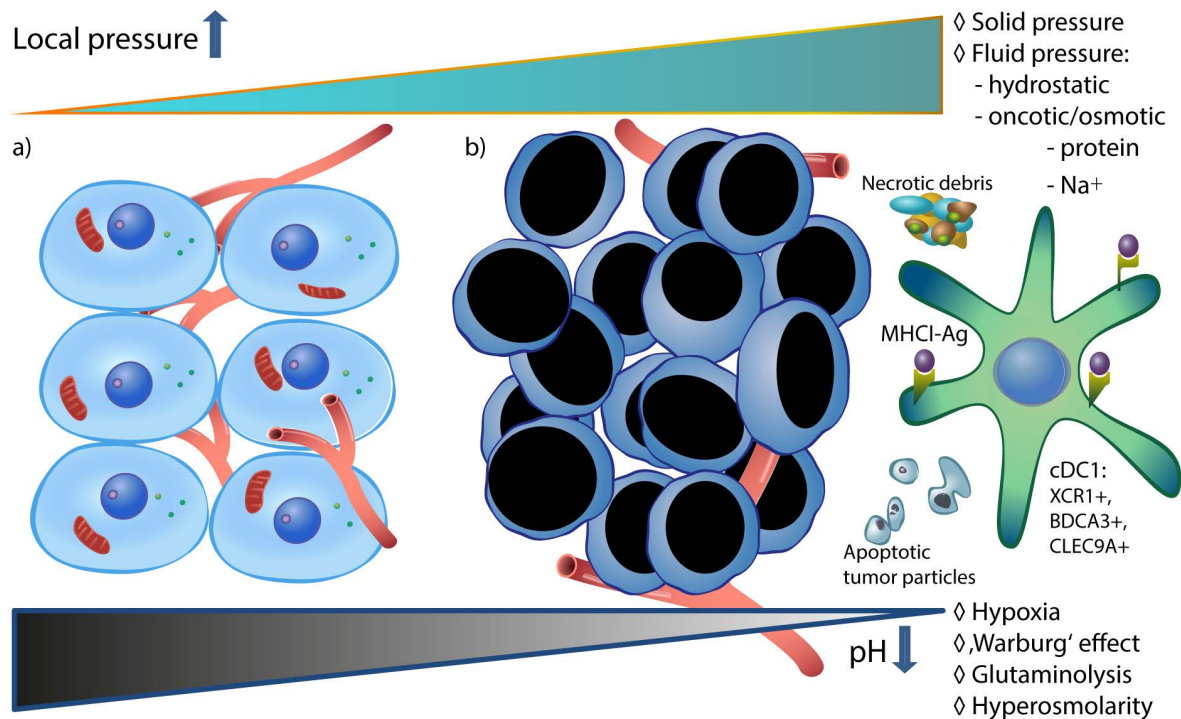 Local pressure
◊ Solid pressure
◊ Fluid pressure:
- hydrostatic
- oncotic/osmotic
- protein
- Na⁺
a)
b)
Necrotic debris
MHCI-Ag
cDC1:
XCR1+,
BDCA3+,
CLEC9A+
Apoptotic
tumor particles
pH
◊ Hypoxia
◊ ‚Warburg‘ effect
◊ Glutaminolysis
◊ Hyperosmolarity